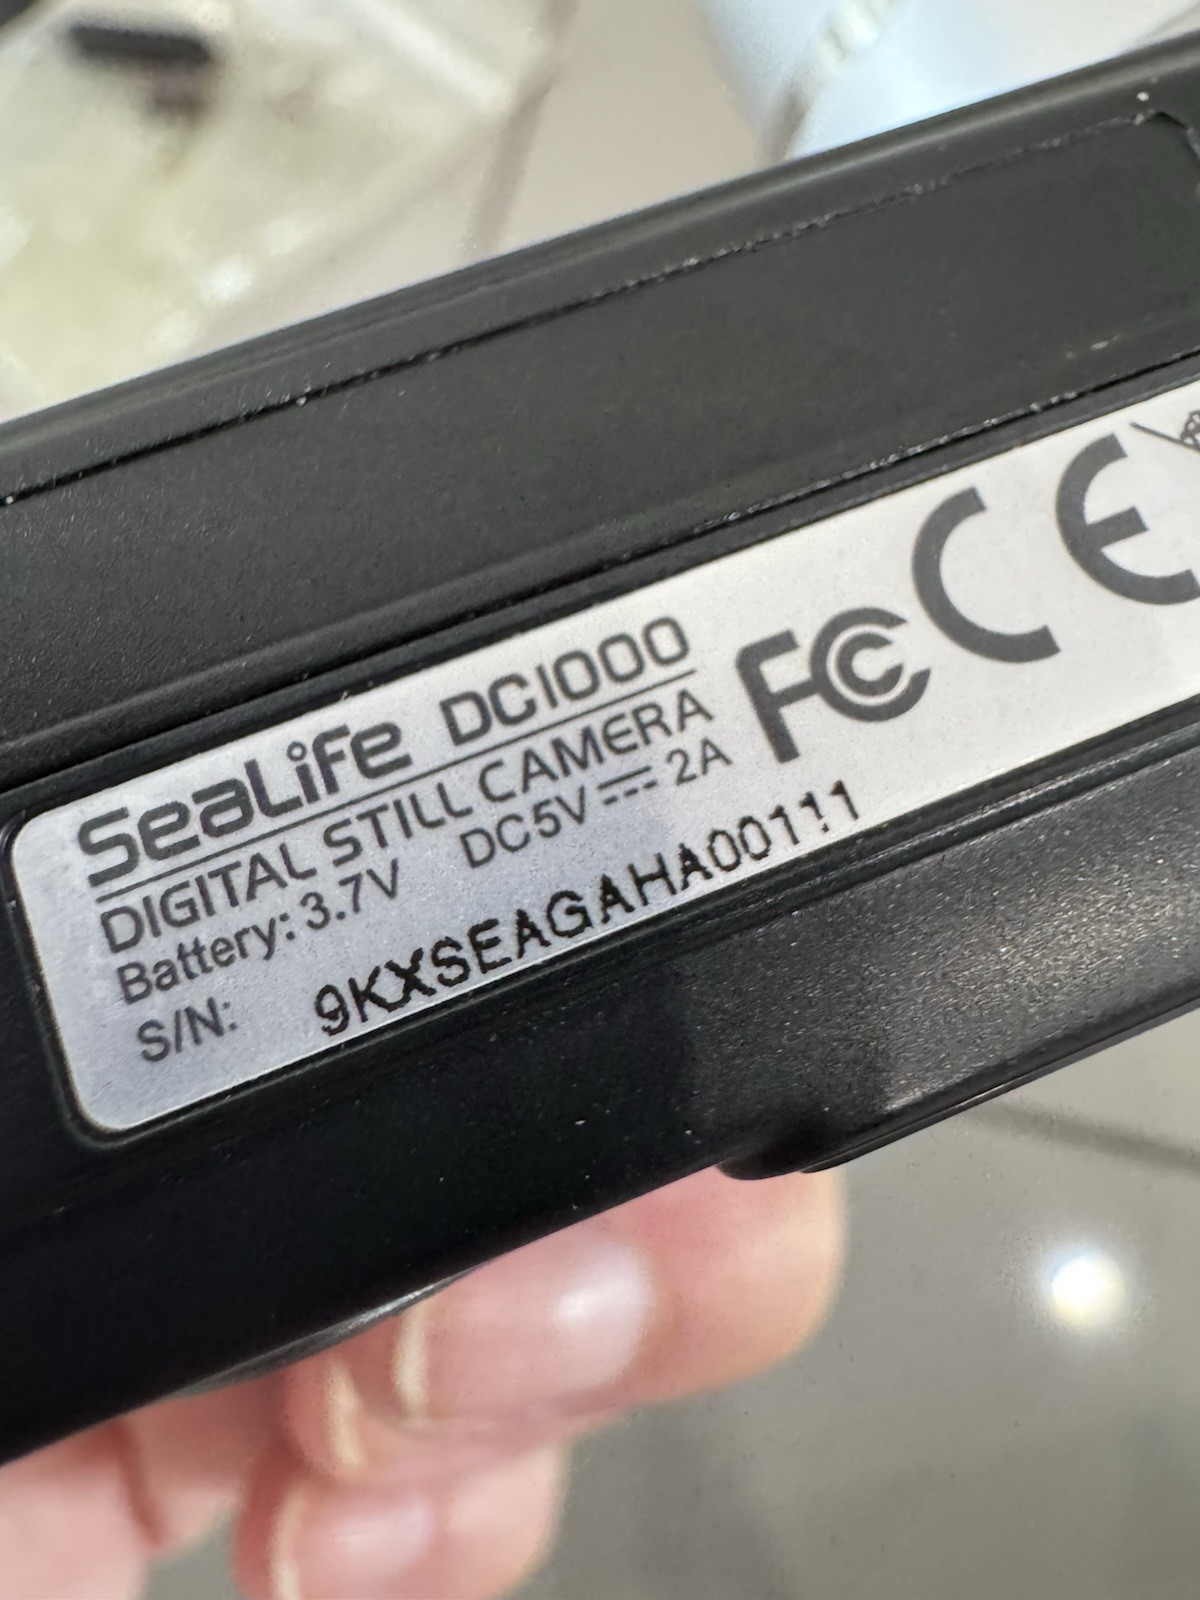 SeaLife DC1000
DIGITAL STILL CAMERA
Battery: 3.7V DC5V ⎓ 2A
S/N: 9KXSEAGAHA00111
FC CE